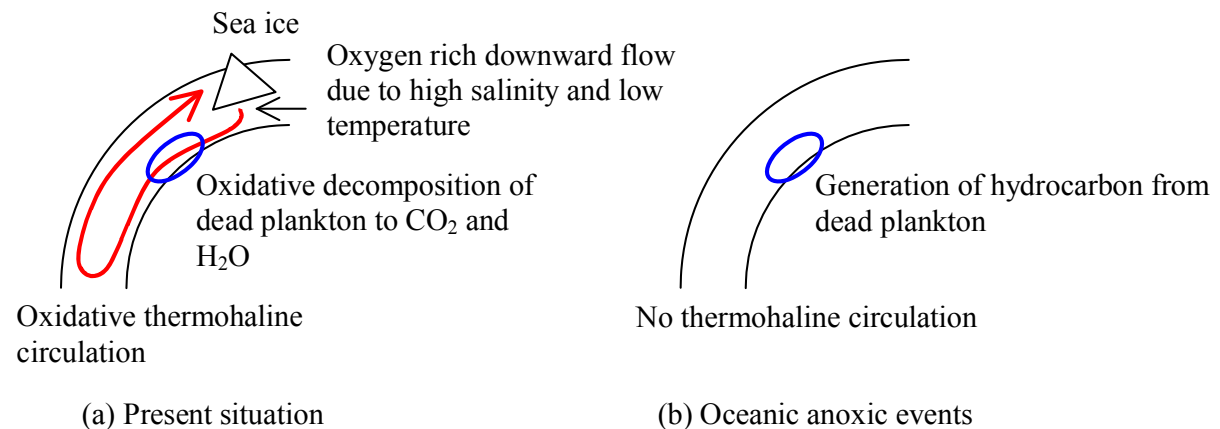 Sea ice
Oxygen rich downward flow
due to high salinity and low
temperature
Oxidative decomposition of
dead plankton to CO₂ and
H₂O
Oxidative thermohaline
circulation
(a) Present situation
Generation of hydrocarbon from
dead plankton
No thermohaline circulation
(b) Oceanic anoxic events